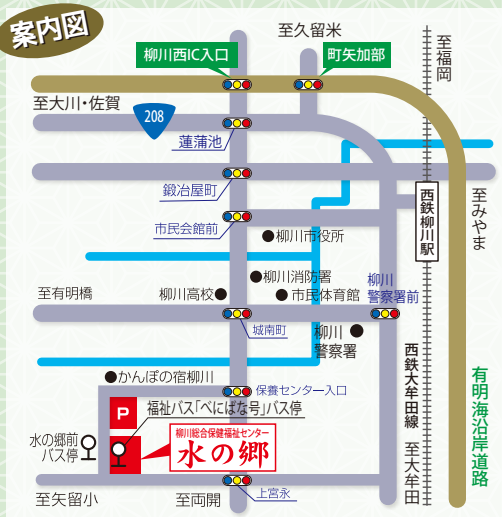 案内図
至久留米
至福岡
柳川西IC入口
町矢加部
至大川・佐賀
208
蓮蒲池
鍛冶屋町
西鉄柳川駅
至みやま
市民会館前
柳川市役所
柳川消防署
柳川
警察署前
至有明橋
柳川高校
市民体育館
城南町
柳川
警察署
西鉄大牟田線
至大牟田
有明海沿岸道路
かんぽの宿柳川
保養センター入口
P
福祉バス「べにばな号」バス停
水の郷前
バス停
柳川総合保健福祉センター
水の郷
至矢留小
至両開
上宮永